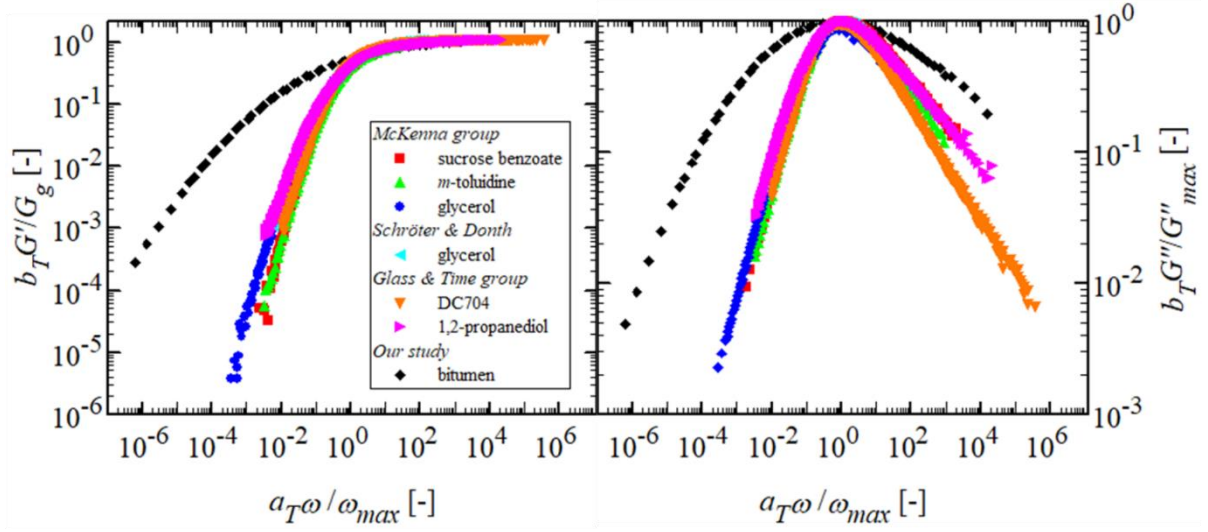 b_T G'/G_g [-]
10^0
10^-1
10^-2
10^-3
10^-4
10^-5
10^-6
10^-6 10^-4 10^-2 10^0 10^2 10^4 10^6
a_T ω / ω_max [-]
McKenna group
sucrose benzoate
m-toluidine
glycerol
Schröter & Donth
glycerol
Glass & Time group
DC704
1,2-propanediol
Our study
bitumen
10^-6 10^-4 10^-2 10^0 10^2 10^4 10^6
a_T ω / ω_max [-]
10^0
10^-1
10^-2
10^-3
b_T G''/G''_max [-]